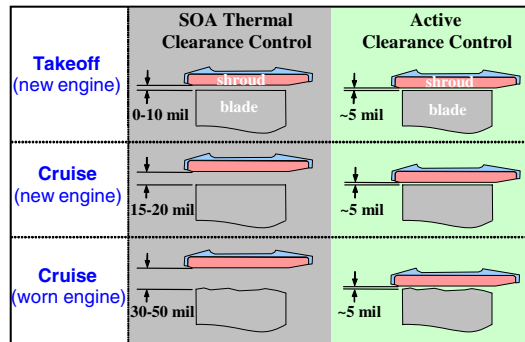 SOA Thermal
Clearance Control
Active
Clearance Control
Takeoff
(new engine)
shroud
blade
0-10 mil
shroud
blade
~5 mil
Cruise
(new engine)
15-20 mil
~5 mil
Cruise
(worn engine)
30-50 mil
~5 mil